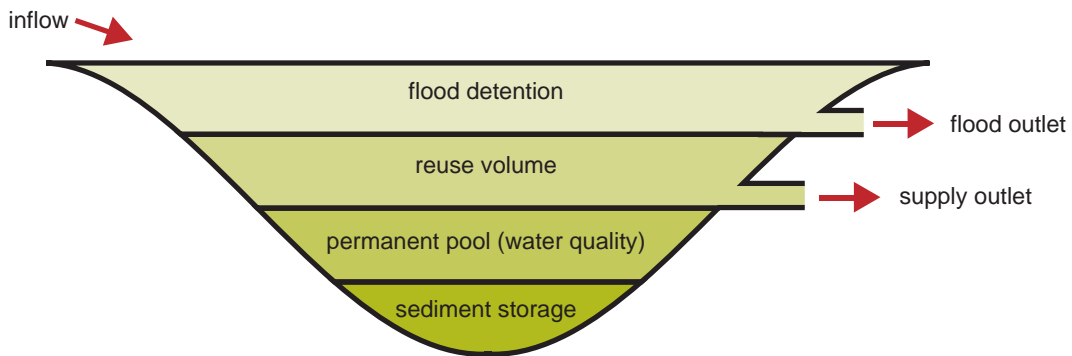 inflow
flood detention
flood outlet
reuse volume
supply outlet
permanent pool (water quality)
sediment storage